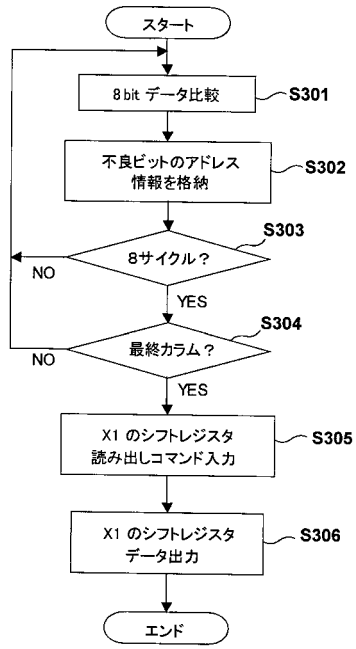 スタート
8bit データ比較
S301
不良ビットのアドレス
情報を格納
S302
8サイクル？
S303
NO
YES
最終カラム？
S304
NO
YES
X1 のシフトレジスタ
読み出しコマンド入力
S305
X1 のシフトレジスタ
データ出力
S306
エンド